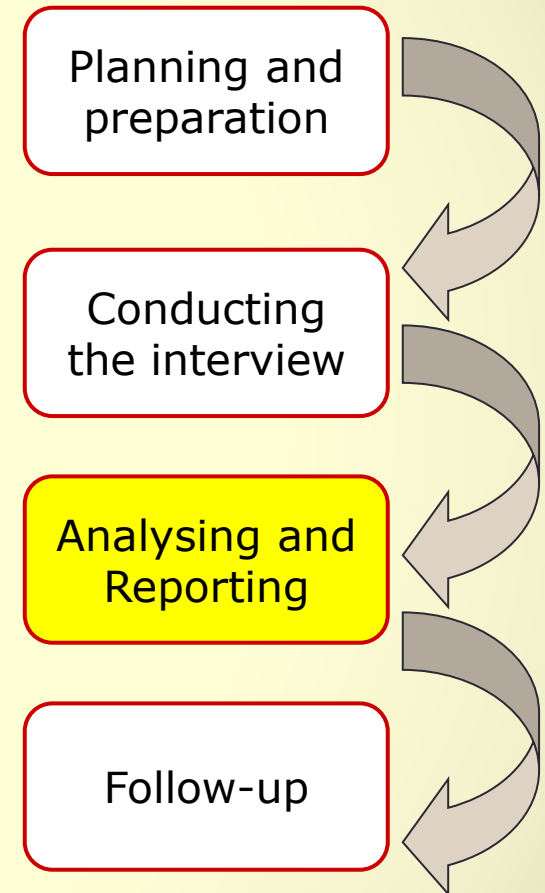 Planning and
preparation
Conducting
the interview
Analysing and
Reporting
Follow-up